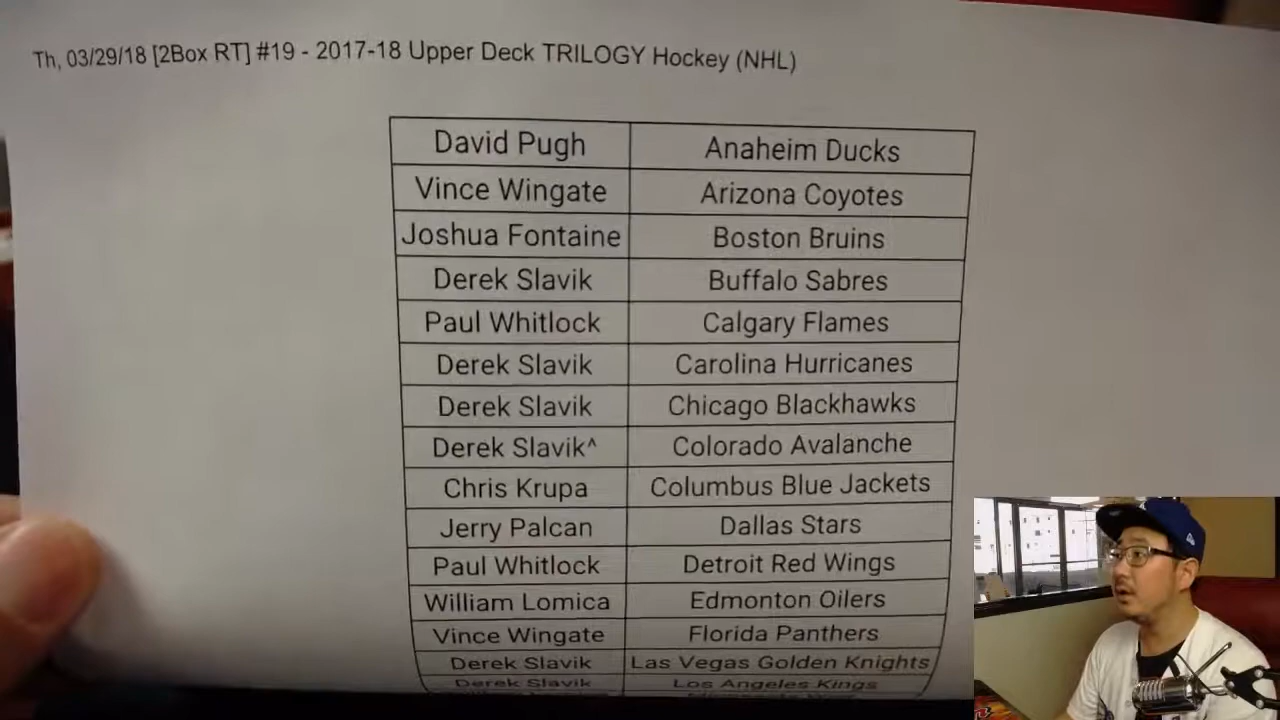 Th, 03/29/18 [2Box RT] #19 - 2017-18 Upper Deck TRILOGY Hockey (NHL)
David Pugh Anaheim Ducks
Vince Wingate Arizona Coyotes
Joshua Fontaine Boston Bruins
Derek Slavik Buffalo Sabres
Paul Whitlock Calgary Flames
Derek Slavik Carolina Hurricanes
Derek Slavik Chicago Blackhawks
Derek Slavik^ Colorado Avalanche
Chris Krupa Columbus Blue Jackets
Jerry Palcan Dallas Stars
Paul Whitlock Detroit Red Wings
William Lomica Edmonton Oilers
Vince Wingate Florida Panthers
Derek Slavik Las Vegas Golden Knights
Derek Slavik Los Angeles Kings